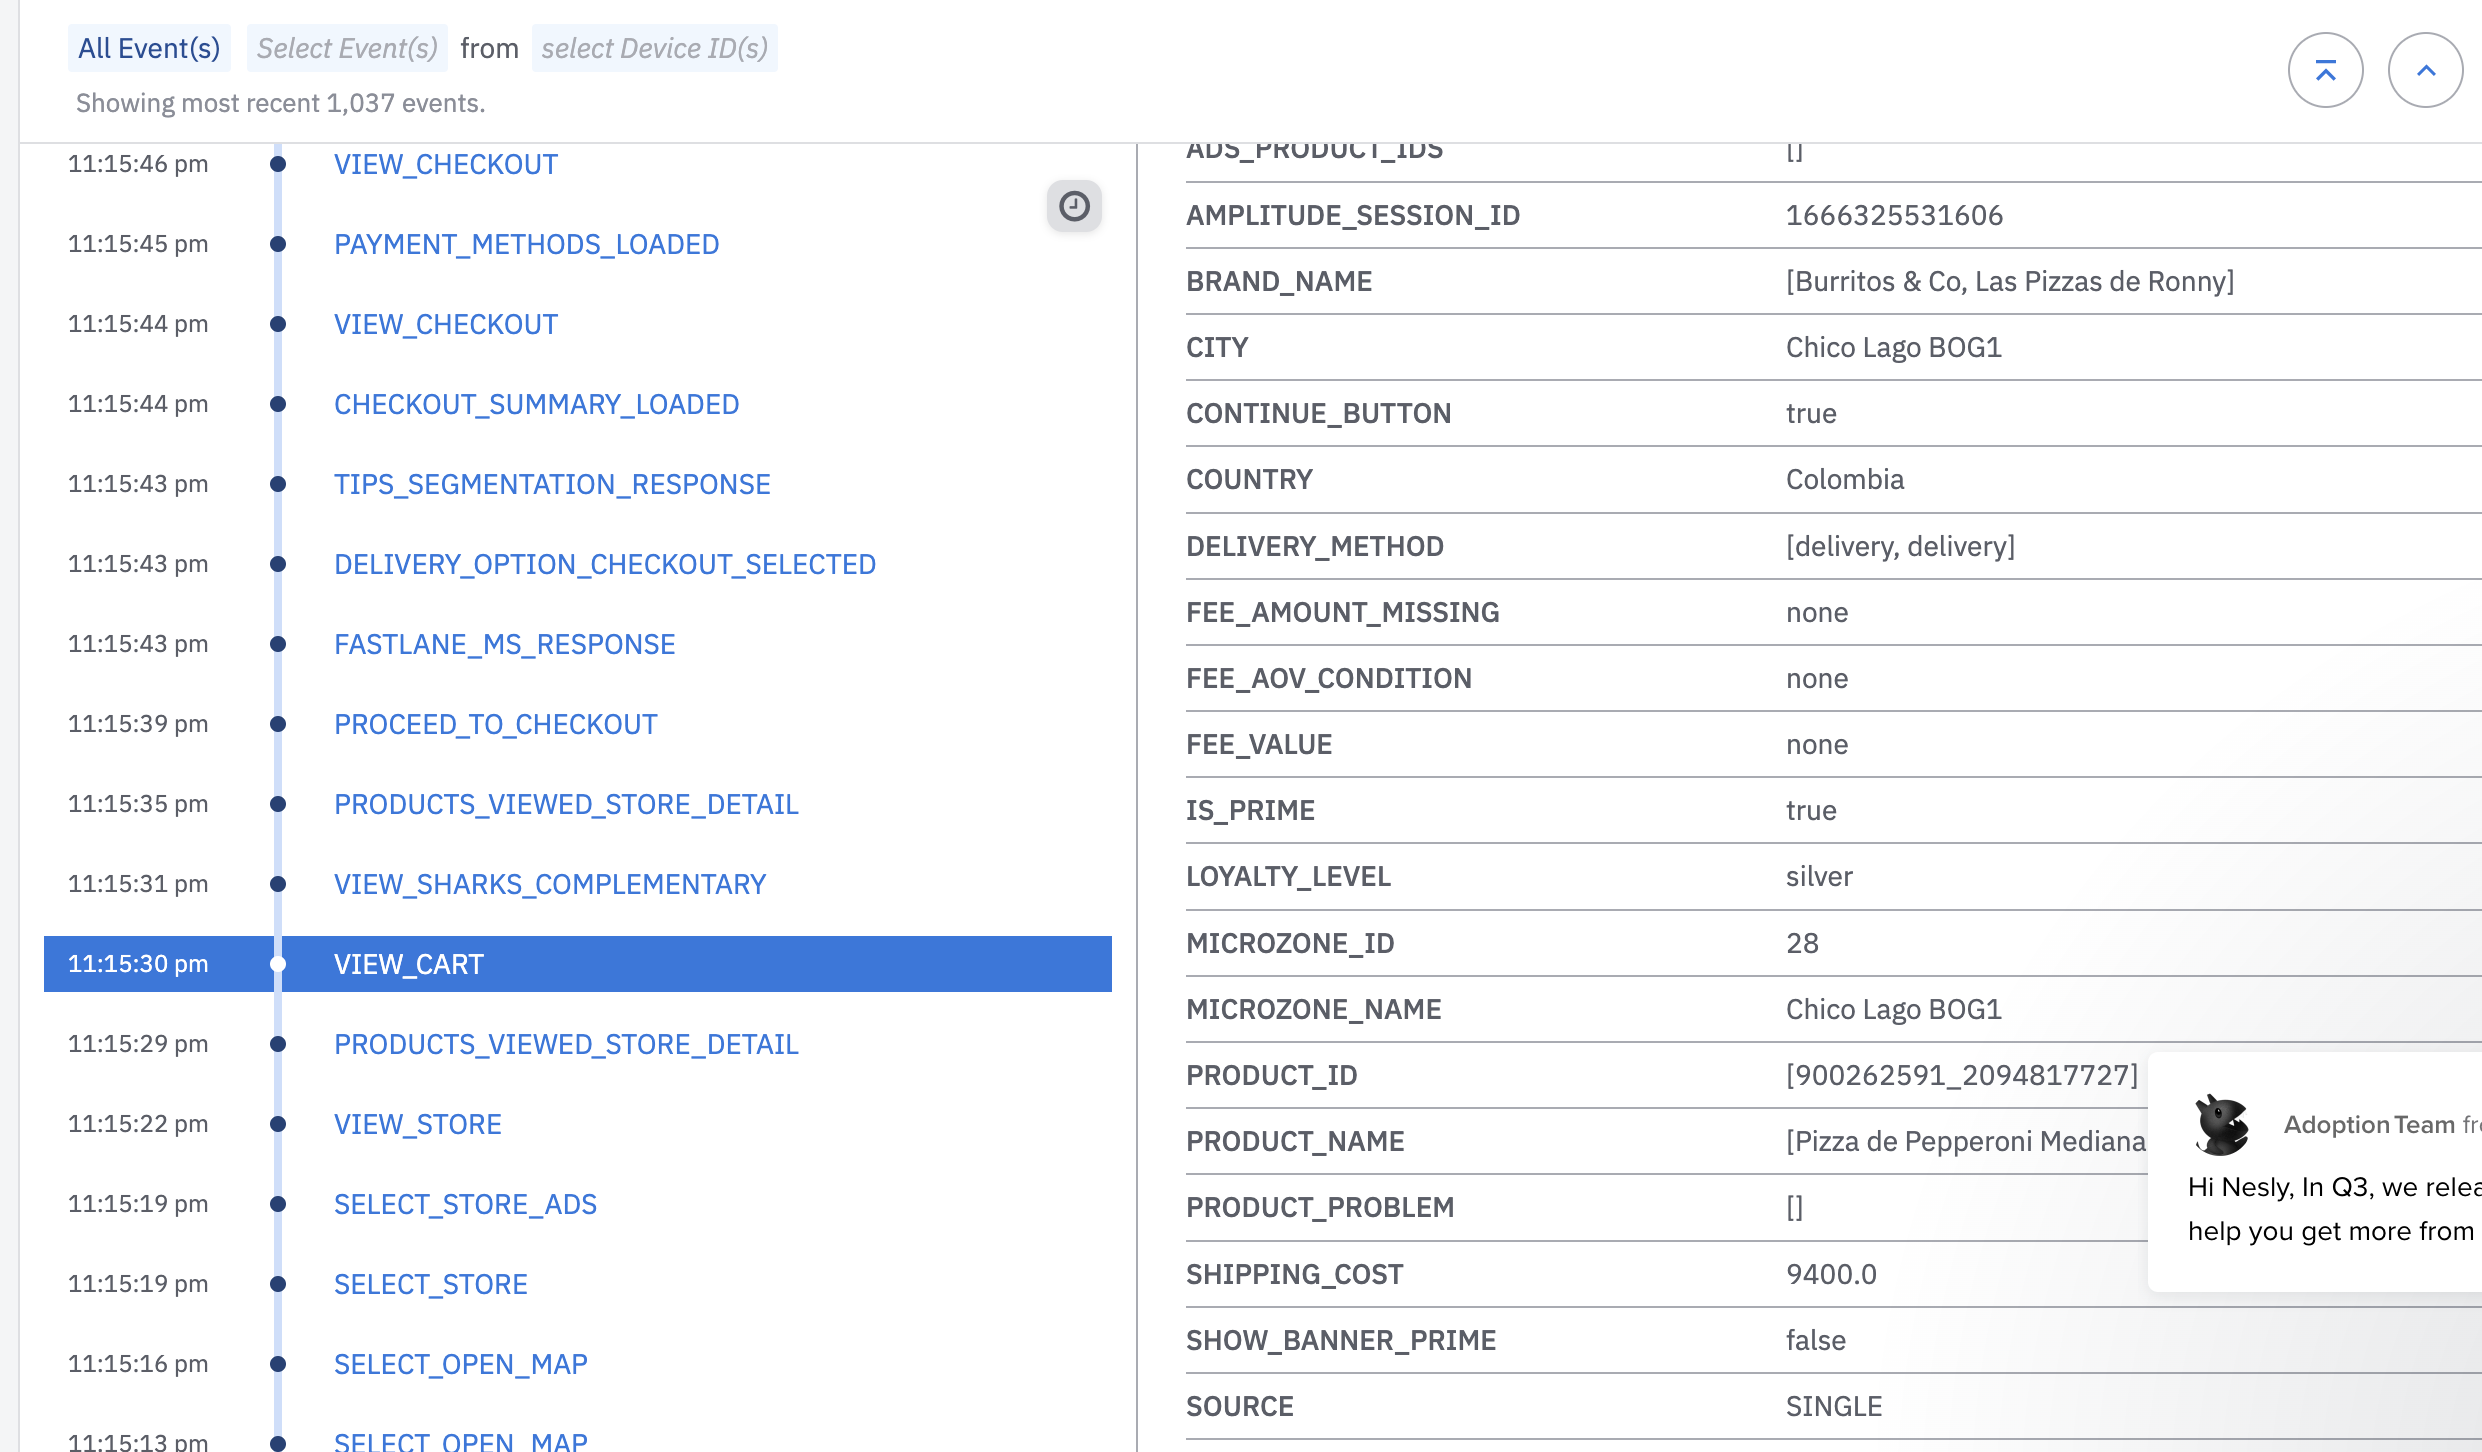 All Event(s) Select Event(s) from select Device ID(s)
Showing most recent 1,037 events.
11:15:46 pm VIEW_CHECKOUT
11:15:45 pm PAYMENT_METHODS_LOADED
11:15:44 pm VIEW_CHECKOUT
11:15:44 pm CHECKOUT_SUMMARY_LOADED
11:15:43 pm TIPS_SEGMENTATION_RESPONSE
11:15:43 pm DELIVERY_OPTION_CHECKOUT_SELECTED
11:15:43 pm FASTLANE_MS_RESPONSE
11:15:39 pm PROCEED_TO_CHECKOUT
11:15:35 pm PRODUCTS_VIEWED_STORE_DETAIL
11:15:31 pm VIEW_SHARKS_COMPLEMENTARY
11:15:30 pm VIEW_CART
11:15:29 pm PRODUCTS_VIEWED_STORE_DETAIL
11:15:22 pm VIEW_STORE
11:15:19 pm SELECT_STORE_ADS
11:15:19 pm SELECT_STORE
11:15:16 pm SELECT_OPEN_MAP
11:15:13 pm SELECT_OPEN_MAP
ADS_PRODUCT_IDS []
AMPLITUDE_SESSION_ID 1666325531606
BRAND_NAME [Burritos & Co, Las Pizzas de Ronny]
CITY Chico Lago BOG1
CONTINUE_BUTTON true
COUNTRY Colombia
DELIVERY_METHOD [delivery, delivery]
FEE_AMOUNT_MISSING none
FEE_AOV_CONDITION none
FEE_VALUE none
IS_PRIME true
LOYALTY_LEVEL silver
MICROZONE_ID 28
MICROZONE_NAME Chico Lago BOG1
PRODUCT_ID [900262591_2094817727]
PRODUCT_NAME [Pizza de Pepperoni Mediana
PRODUCT_PROBLEM []
SHIPPING_COST 9400.0
SHOW_BANNER_PRIME false
SOURCE SINGLE
Adoption Team
Hi Nesly, In Q3, we
help you get more from